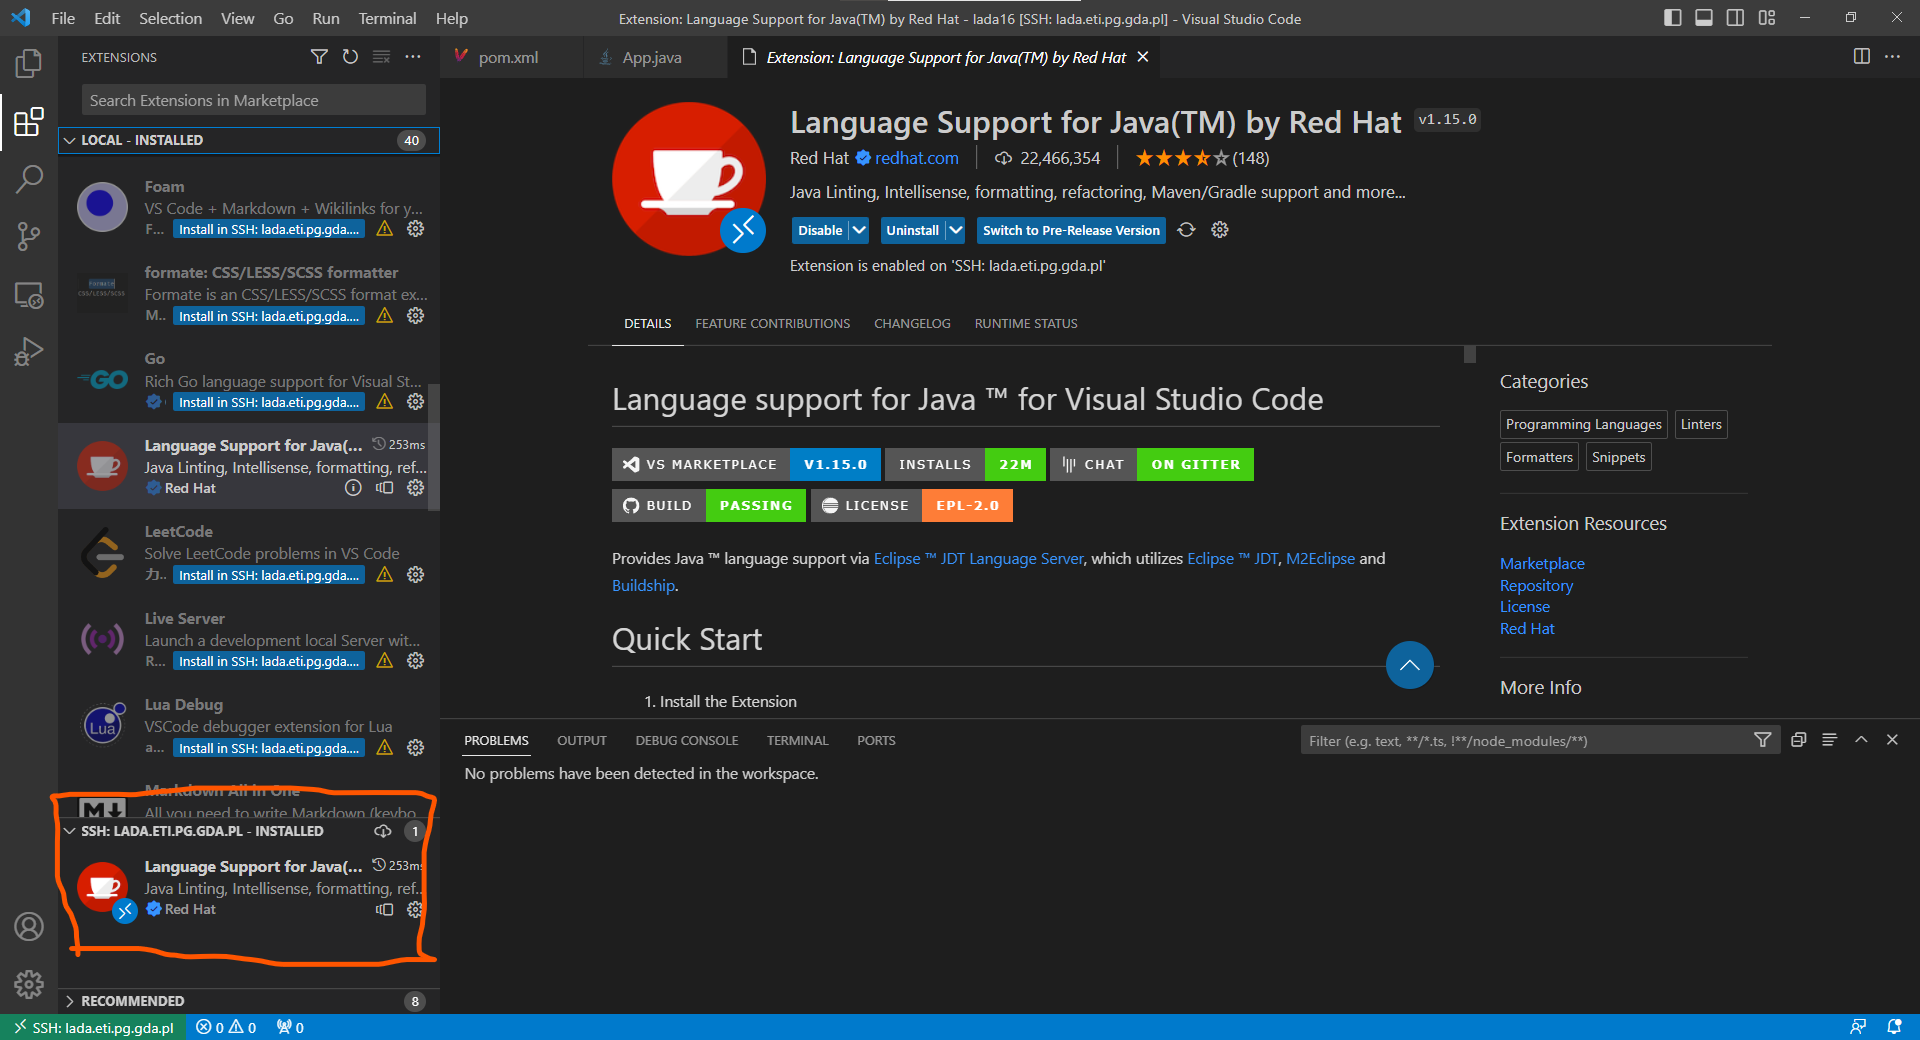 File Edit Selection View Go Run Terminal Help
Extension: Language Support for Java(TM) by Red Hat - lada16 [SSH: lada.eti.pg.gda.pl] - Visual Studio Code
EXTENSIONS
Search Extensions in Marketplace
LOCAL - INSTALLED 40
Foam
VS Code + Markdown + Wikilinks for y...
F... Install in SSH: lada.eti.pg.gda....
formate: CSS/LESS/SCSS formatter
Formate is an CSS/LESS/SCSS format ex...
M.. Install in SSH: lada.eti.pg.gda....
Go
Rich Go language support for Visual St...
Install in SSH: lada.eti.pg.gda....
Language Support for Java(... 253ms
Java Linting, Intellisense, formatting, ref...
Red Hat
LeetCode
Solve LeetCode problems in VS Code
力.. Install in SSH: lada.eti.pg.gda....
Live Server
Launch a development local Server wit...
R... Install in SSH: lada.eti.pg.gda....
Lua Debug
VSCode debugger extension for Lua
a... Install in SSH: lada.eti.pg.gda....
Markdown All in One
All you need to write Markdown (keybo
SSH: LADA.ETI.PG.GDA.PL - INSTALLED 1
Language Support for Java(... 253ms
Java Linting, Intellisense, formatting, ref...
Red Hat
RECOMMENDED 8
pom.xml App.java Extension: Language Support for Java(TM) by Red Hat
Language Support for Java(TM) by Red Hat v1.15.0
Red Hat redhat.com 22,466,354 (148)
Java Linting, Intellisense, formatting, refactoring, Maven/Gradle support and more...
Disable Uninstall Switch to Pre-Release Version
Extension is enabled on 'SSH: lada.eti.pg.gda.pl'
DETAILS FEATURE CONTRIBUTIONS CHANGELOG RUNTIME STATUS
Language support for Java ™ for Visual Studio Code
VS MARKETPLACE V1.15.0 INSTALLS 22M CHAT ON GITTER
BUILD PASSING LICENSE EPL-2.0
Provides Java ™ language support via Eclipse ™ JDT Language Server, which utilizes Eclipse ™ JDT, M2Eclipse and
Buildship.
Quick Start
1. Install the Extension
Categories
Programming Languages Linters
Formatters Snippets
Extension Resources
Marketplace
Repository
License
Red Hat
More Info
PROBLEMS OUTPUT DEBUG CONSOLE TERMINAL PORTS
Filter (e.g. text, **/*.ts, !**/node_modules/**)
No problems have been detected in the workspace.
SSH: lada.eti.pg.gda.pl 0 0 0